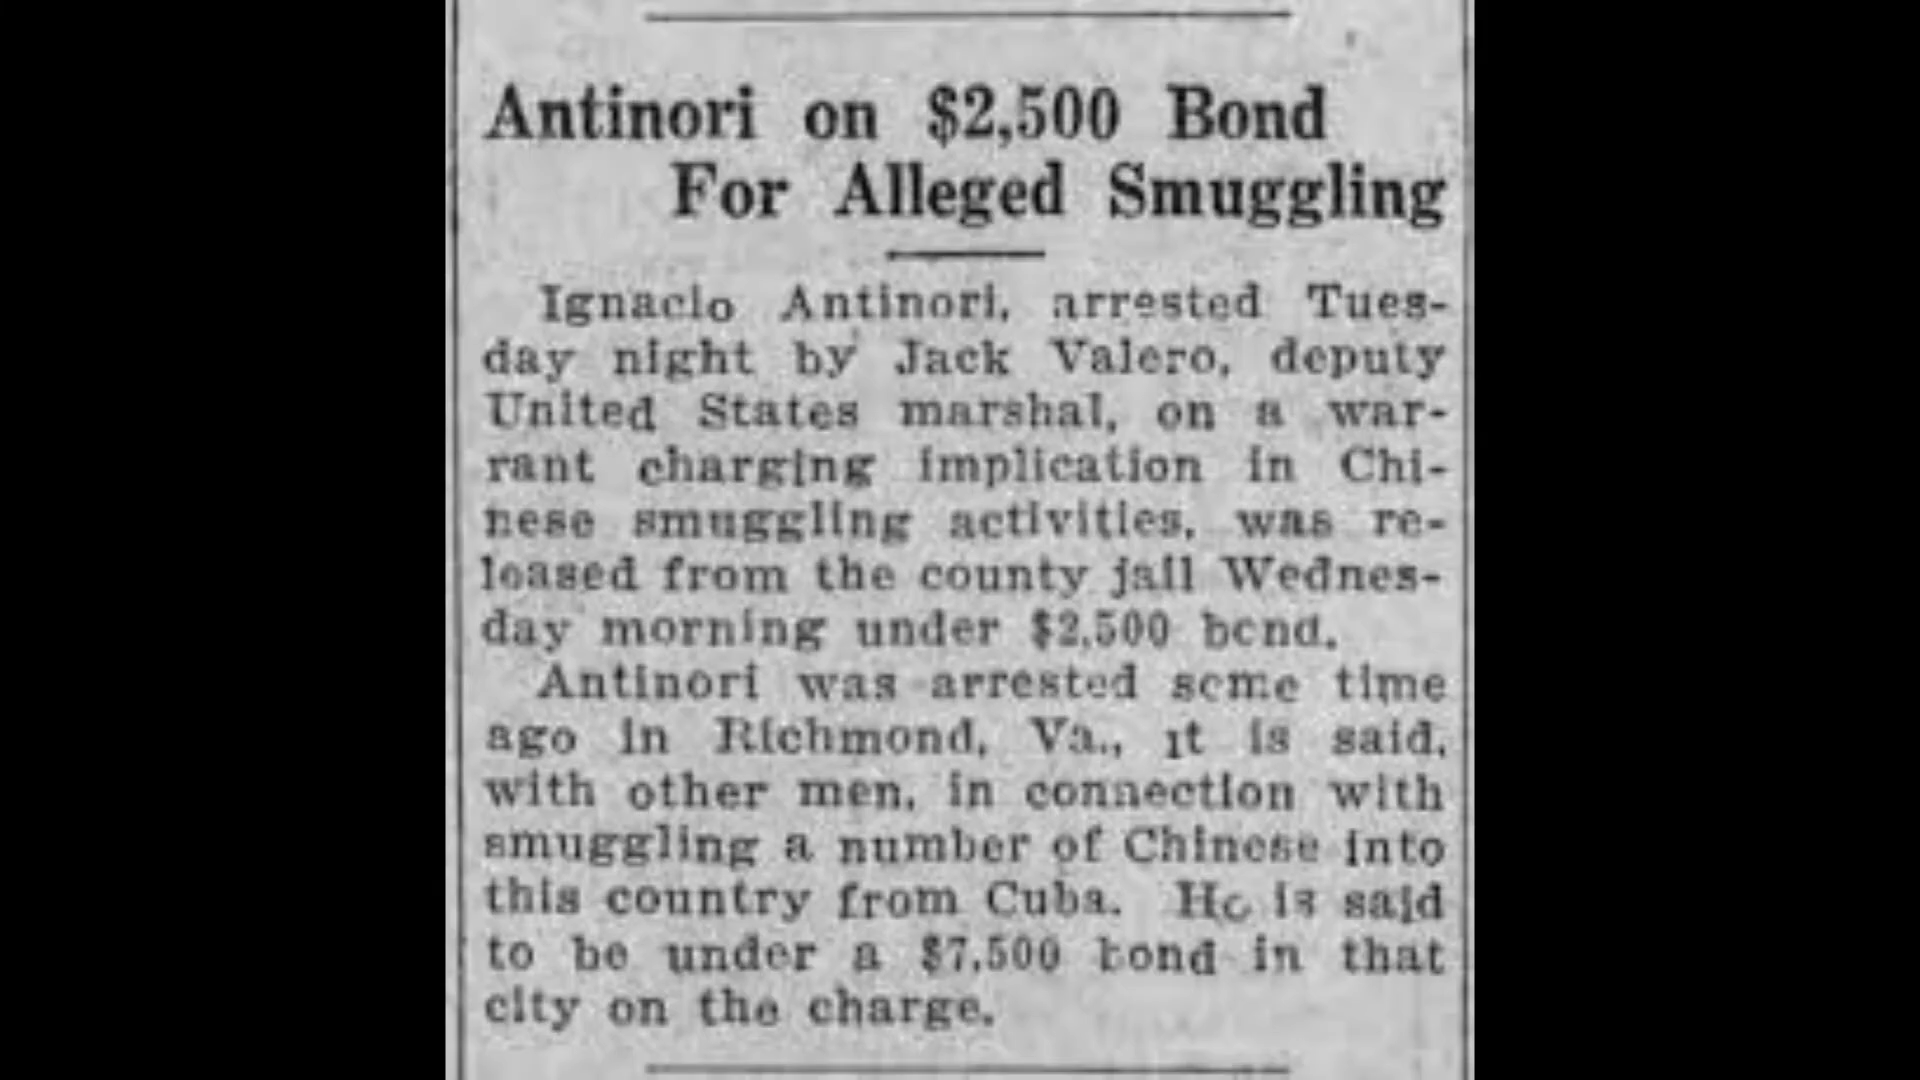 Antinori on $2,500 Bond
For Alleged Smuggling
Ignacio Antinori, arrested Tues-
day night by Jack Valero, deputy
United States marshal, on a war-
rant charging implication in Chi-
nese smuggling activities, was re-
leased from the county jail Wednes-
day morning under $2,500 bond.
Antinori was arrested some time
ago in Richmond, Va., it is said,
with other men, in connection with
smuggling a number of Chinese into
this country from Cuba. He is said
to be under a $7,500 bond in that
city on the charge.